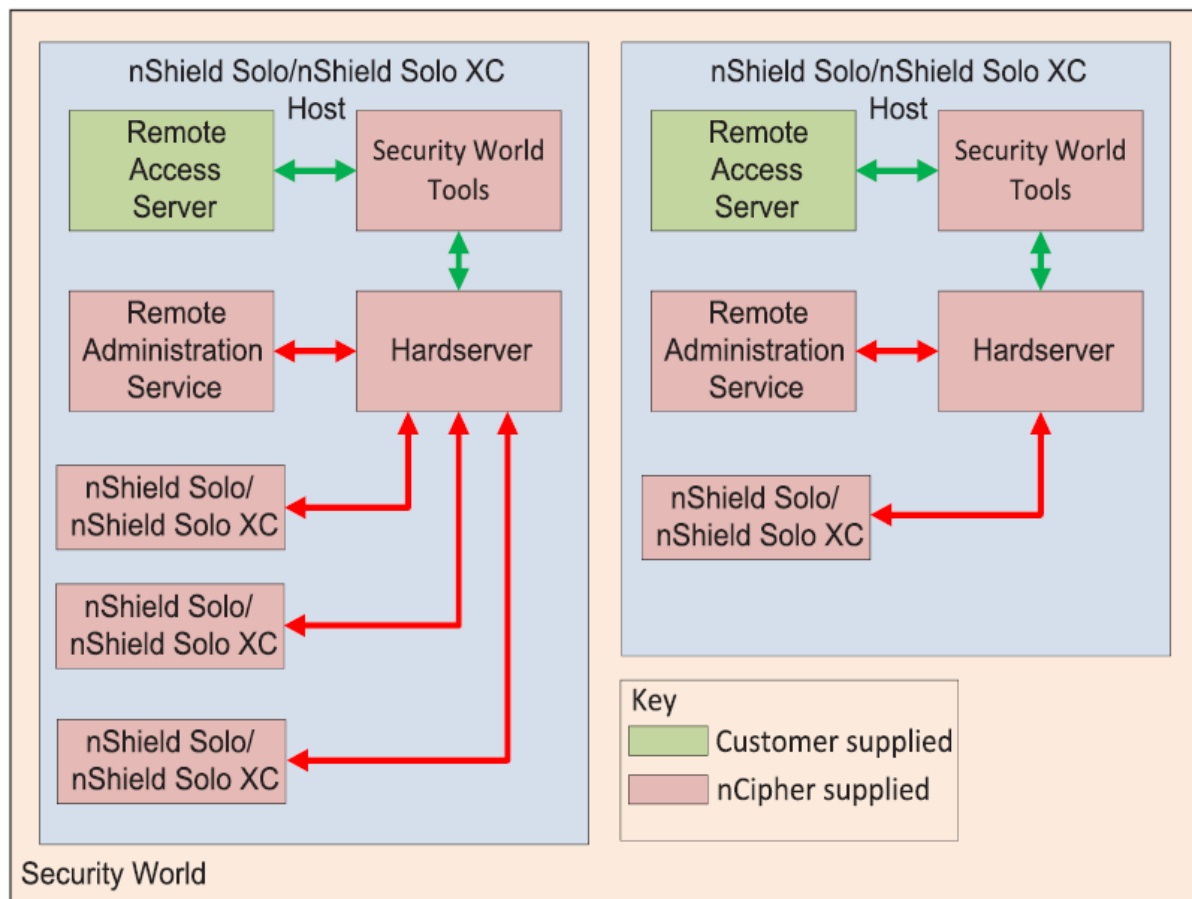 nShield Solo/nShield Solo XC
Host
Remote
Access
Server
Security World
Tools
Remote
Administration
Service
Hardserver
nShield Solo/
nShield Solo XC
nShield Solo/
nShield Solo XC
nShield Solo/
nShield Solo XC
nShield Solo/nShield Solo XC
Host
Remote
Access
Server
Security World
Tools
Remote
Administration
Service
Hardserver
nShield Solo/
nShield Solo XC
Key
Customer supplied
nCipher supplied
Security World